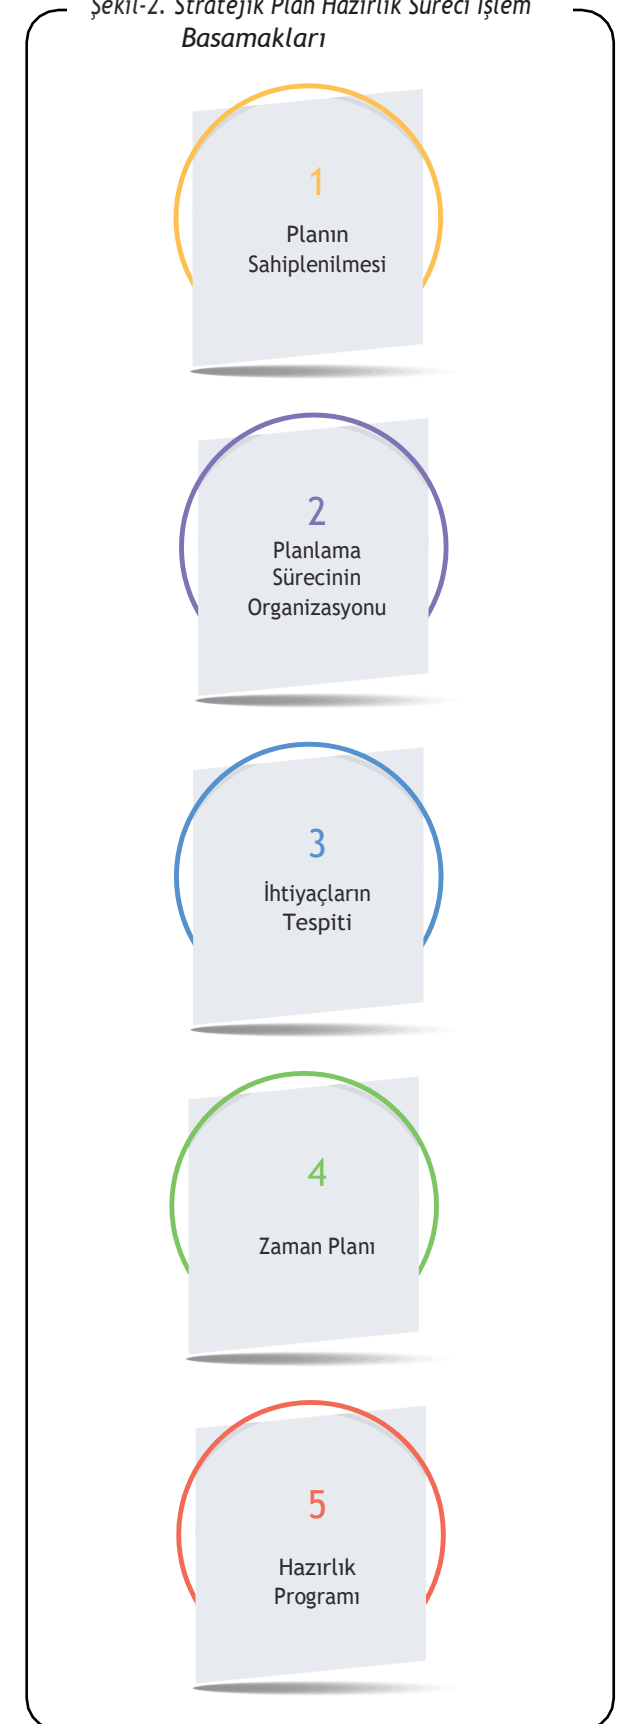 Şekil-2. Stratejik Plan Hazırlık Süreci İşlem
Basamakları
1
Planın
Sahiplenilmesi
2
Planlama
Sürecinin
Organizasyonu
3
İhtiyaçların
Tespiti
4
Zaman Planı
5
Hazırlık
Programı